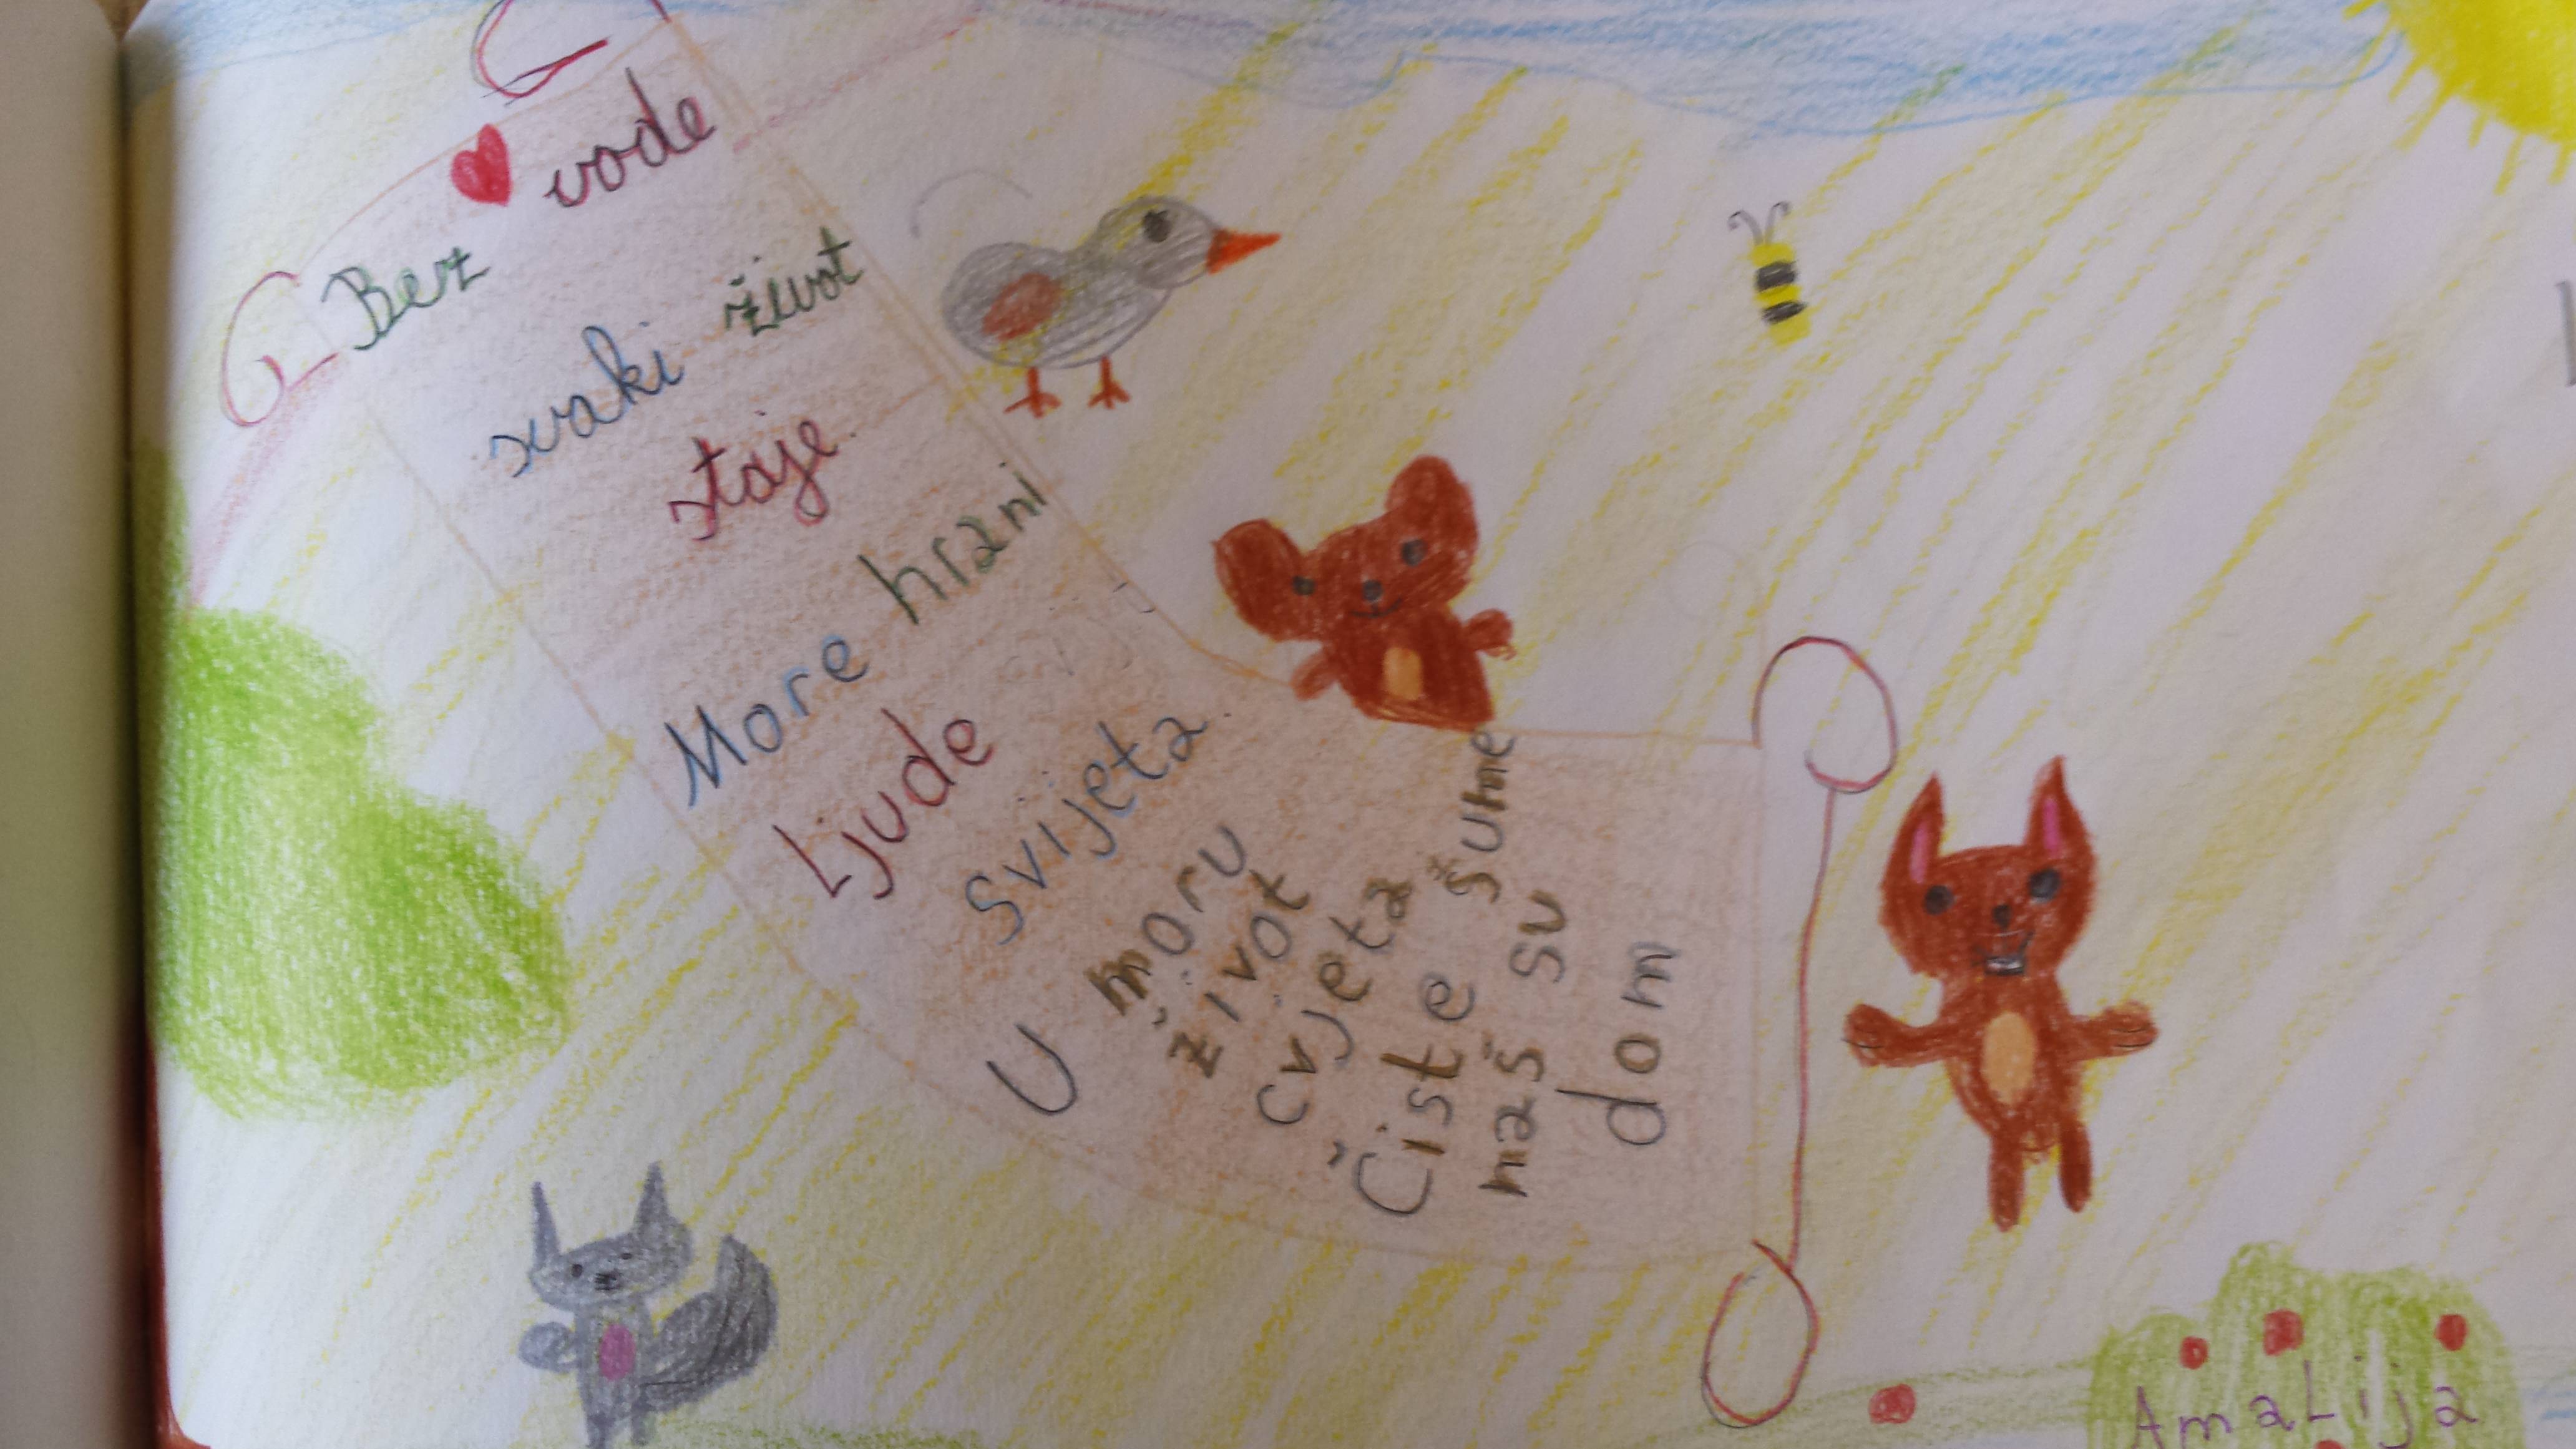 Bez vode
svaki život
staje.
More hrani
Ljude
svijeta.
U moru
život
cvjeta
Čiste šume
naš su
dom
AmaLija